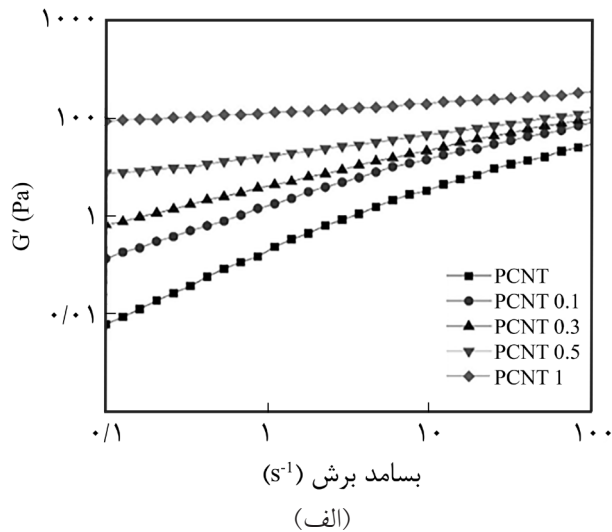 ۱۰۰۰
۱۰۰
۱
۰/۰۱
G′ (Pa)
PCNT
PCNT 0.1
PCNT 0.3
PCNT 0.5
PCNT 1
۰/۱
۱
۱۰
۱۰۰
بسامد برش (s-1)
(الف)